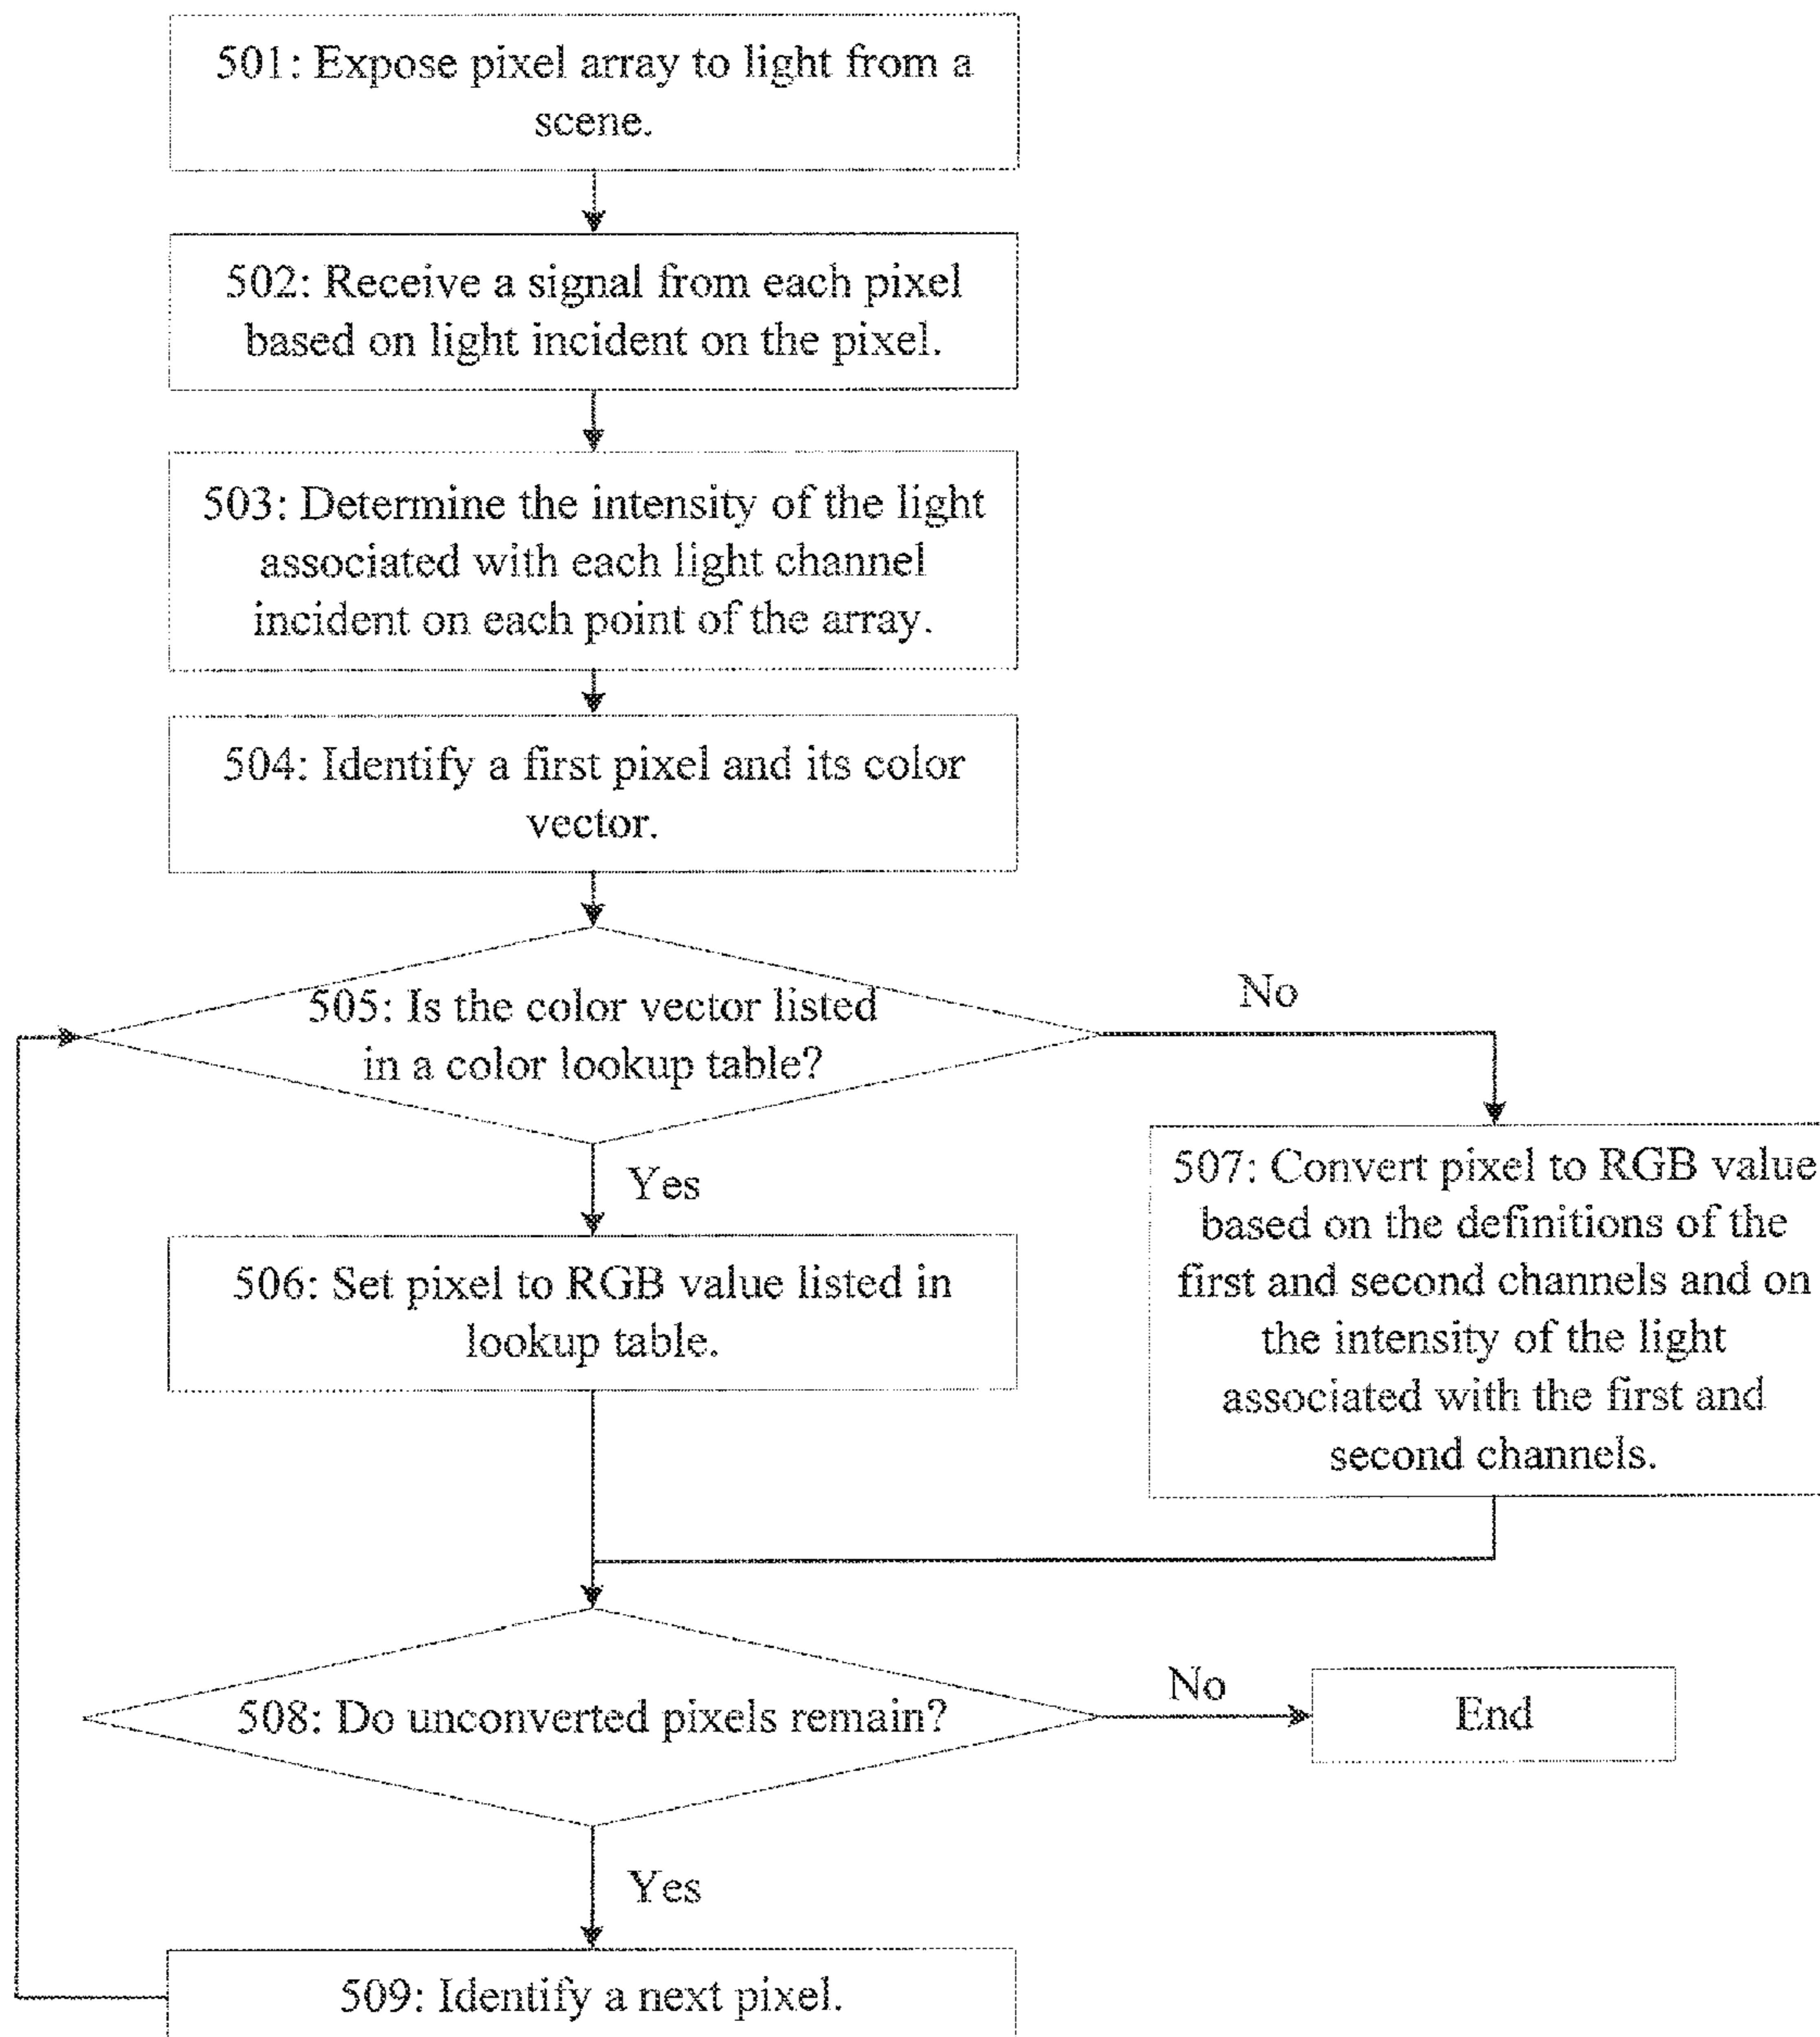 501: Expose pixel array to light from a
scene.
502: Receive a signal from each pixel
based on light incident on the pixel.
503: Determine the intensity of the light
associated with each light channel
incident on each point of the array.
504: Identify a first pixel and its color
vector.
505: Is the color vector listed
in a color lookup table?
No
Yes
506: Set pixel to RGB value listed in
lookup table.
507: Convert pixel to RGB value
based on the definitions of the
first and second channels and on
the intensity of the light
associated with the first and
second channels.
508: Do unconverted pixels remain?
No
End
Yes
509: Identify a next pixel.